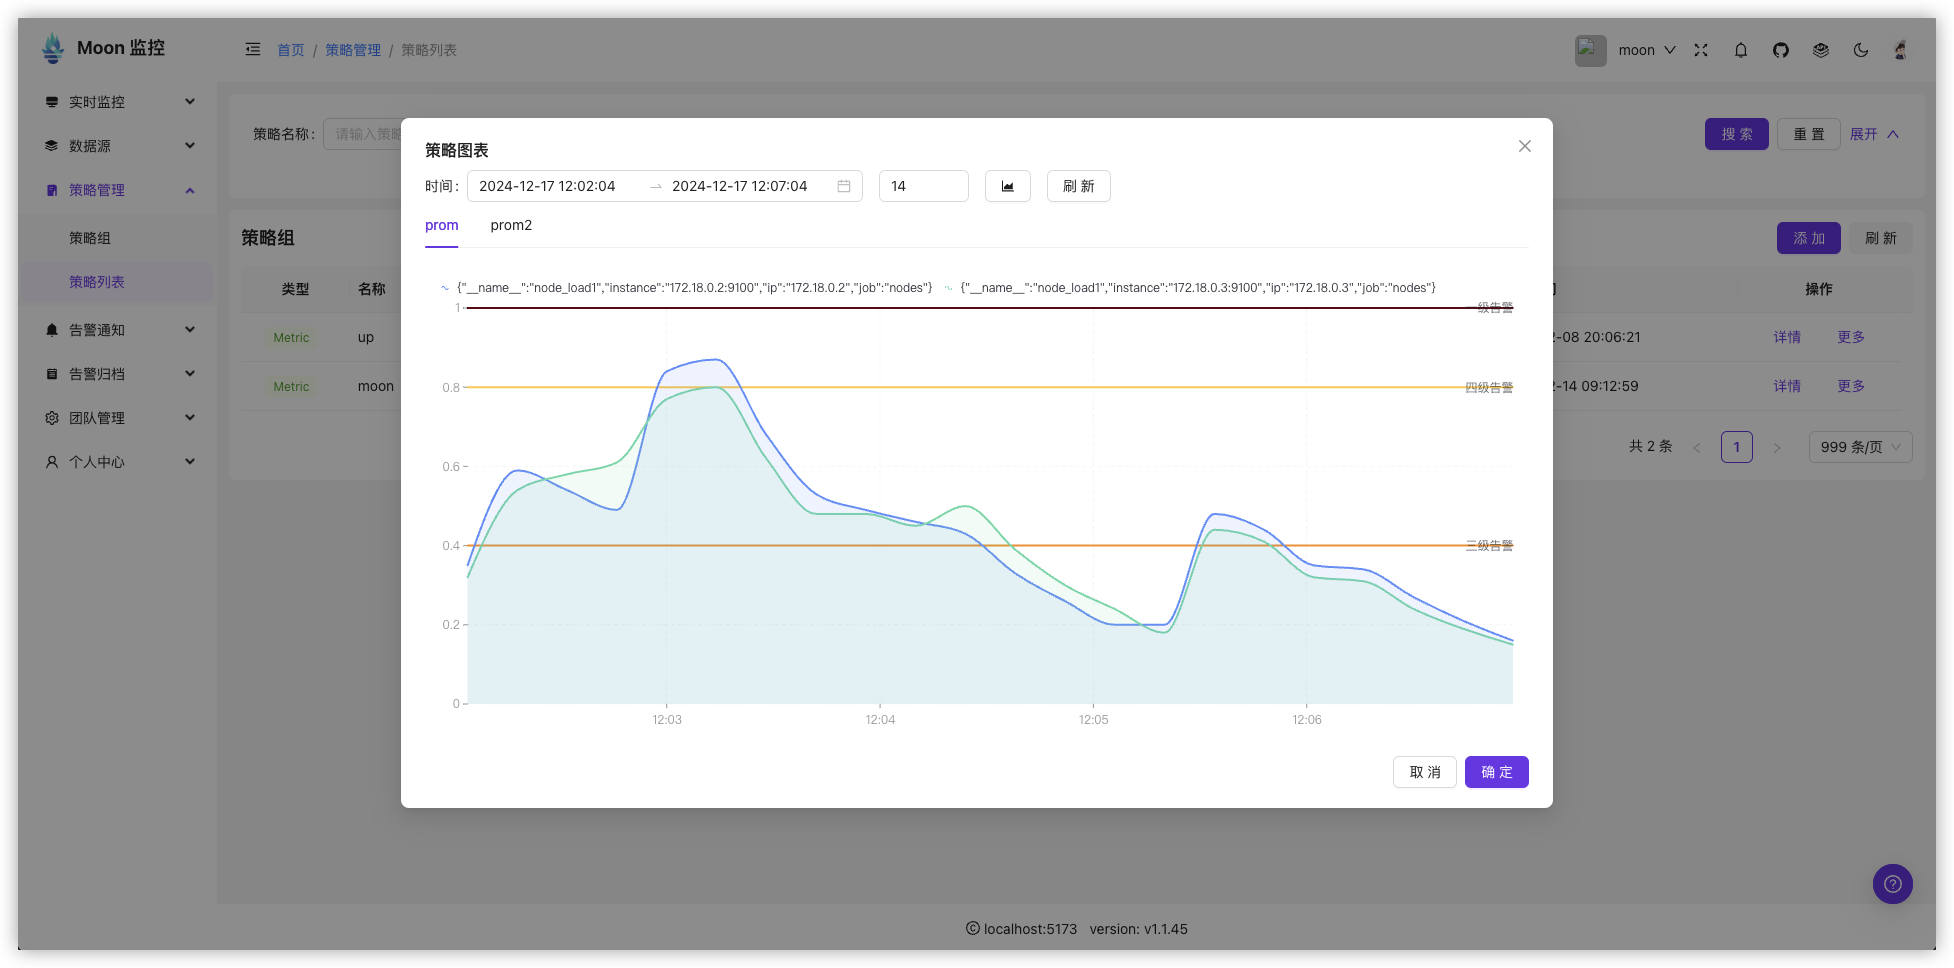 Moon 监控
首页 / 策略管理 / 策略列表
moon
实时监控
数据源
策略管理
策略组
策略列表
告警通知
告警归档
团队管理
个人中心
策略名称：
请输入策略
搜 索
重 置
展开
策略组
添 加
刷 新
类型
名称
操作
Metric
up
-08 20:06:21
详情
更多
Metric
moon
-14 09:12:59
详情
更多
共 2 条
1
999 条/页
策略图表
时间：
2024-12-17 12:02:04
2024-12-17 12:07:04
14
刷 新
prom
prom2
{"__name__":"node_load1","instance":"172.18.0.2:9100","ip":"172.18.0.2","job":"nodes"}
{"__name__":"node_load1","instance":"172.18.0.3:9100","ip":"172.18.0.3","job":"nodes"}
1
一级告警
0.8
四级告警
0.6
0.4
三级告警
0.2
0
12:03
12:04
12:05
12:06
取 消
确 定
© localhost:5173 version: v1.1.45